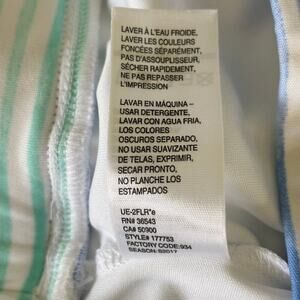 LAVER À L'EAU FROIDE,
LAVER LES COULEURS
FONCÉES SÉPARÉMENT,
PAS D'ASSOUPLISSEUR,
SÉCHER RAPIDEMENT,
NE PAS REPASSER
L'IMPRESSION
LAVAR EN MÁQUINA –
USAR DETERGENTE,
LAVAR CON AGUA FRIA,
LOS COLORES
OSCUROS SEPARADO,
NO USAR SUAVIZANTE
DE TELAS, EXPRIMIR,
SECAR PRONTO,
NO PLANCHE LOS
ESTAMPADOS
UE-2FLR*e
RN# 36543
CA# 50900
STYLE# 177753
FACTORY CODE:934
SEASON: S2017